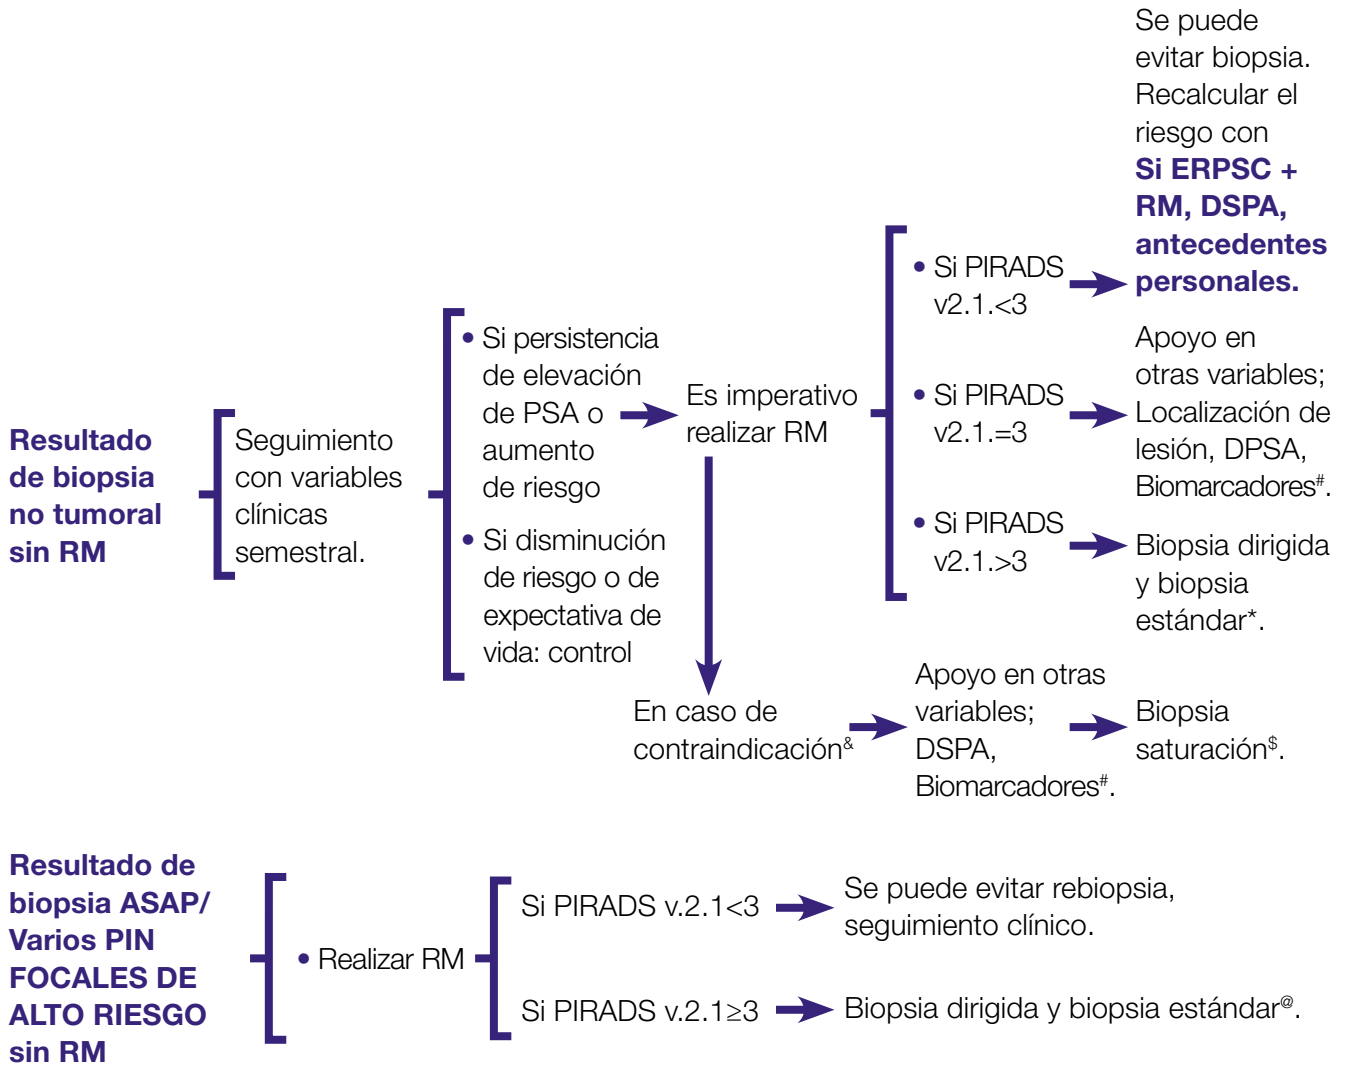 Resultado
de biopsia
no tumoral
sin RM
Seguimiento
con variables
clínicas
semestral.
• Si persistencia
de elevación
de PSA o
aumento
de riesgo
• Si disminución
de riesgo o de
expectativa de
vida: control
Es imperativo
realizar RM
• Si PIRADS
v2.1.<3
Se puede
evitar biopsia.
Recalcular el
riesgo con
Si ERPSC +
RM, DSPA,
antecedentes
personales.
• Si PIRADS
v2.1.=3
Apoyo en
otras variables;
Localización de
lesión, DPSA,
Biomarcadores#.
• Si PIRADS
v2.1.>3
Biopsia dirigida
y biopsia
estándar*.
En caso de
contraindicación&
Apoyo en otras
variables;
DSPA,
Biomarcadores#.
Biopsia
saturación$.
Resultado de
biopsia ASAP/
Varios PIN
FOCALES DE
ALTO RIESGO
sin RM
• Realizar RM
Si PIRADS v.2.1<3
Se puede evitar rebiopsia,
seguimiento clínico.
Si PIRADS v.2.1≥3
Biopsia dirigida y biopsia estándar@.